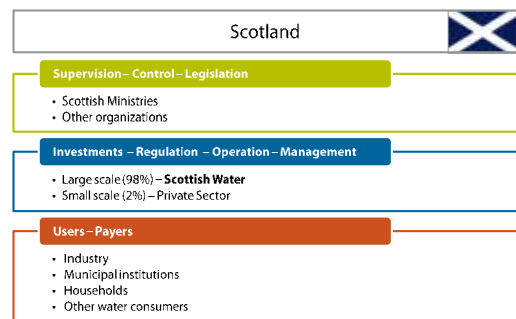 Scotland
Supervision – Control – Legislation
• Scottish Ministries
• Other organizations
Investments – Regulation – Operation – Management
• Large scale (98%) – Scottish Water
• Small scale (2%) – Private Sector
Users – Payers
• Industry
• Municipal institutions
• Households
• Other water consumers